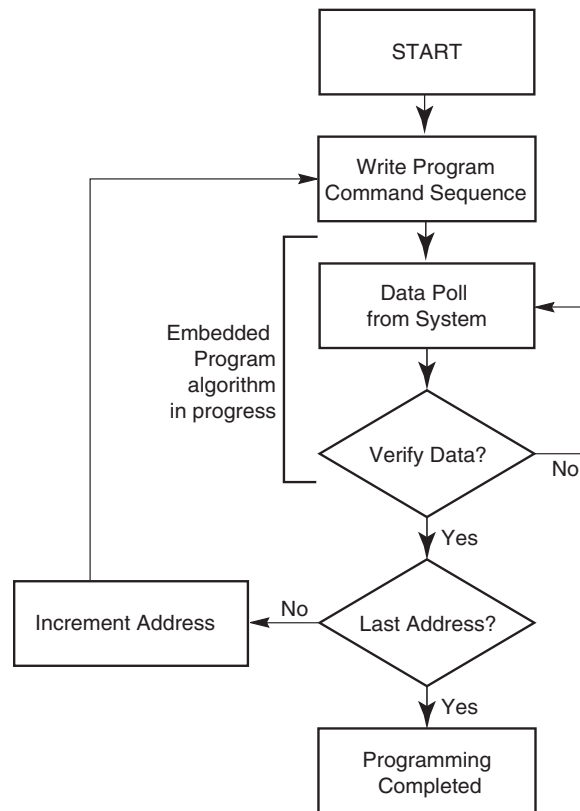 START
Write Program
Command Sequence
Data Poll
from System
Embedded
Program
algorithm
in progress
Verify Data?
No
Yes
Increment Address
No
Last Address?
Yes
Programming
Completed